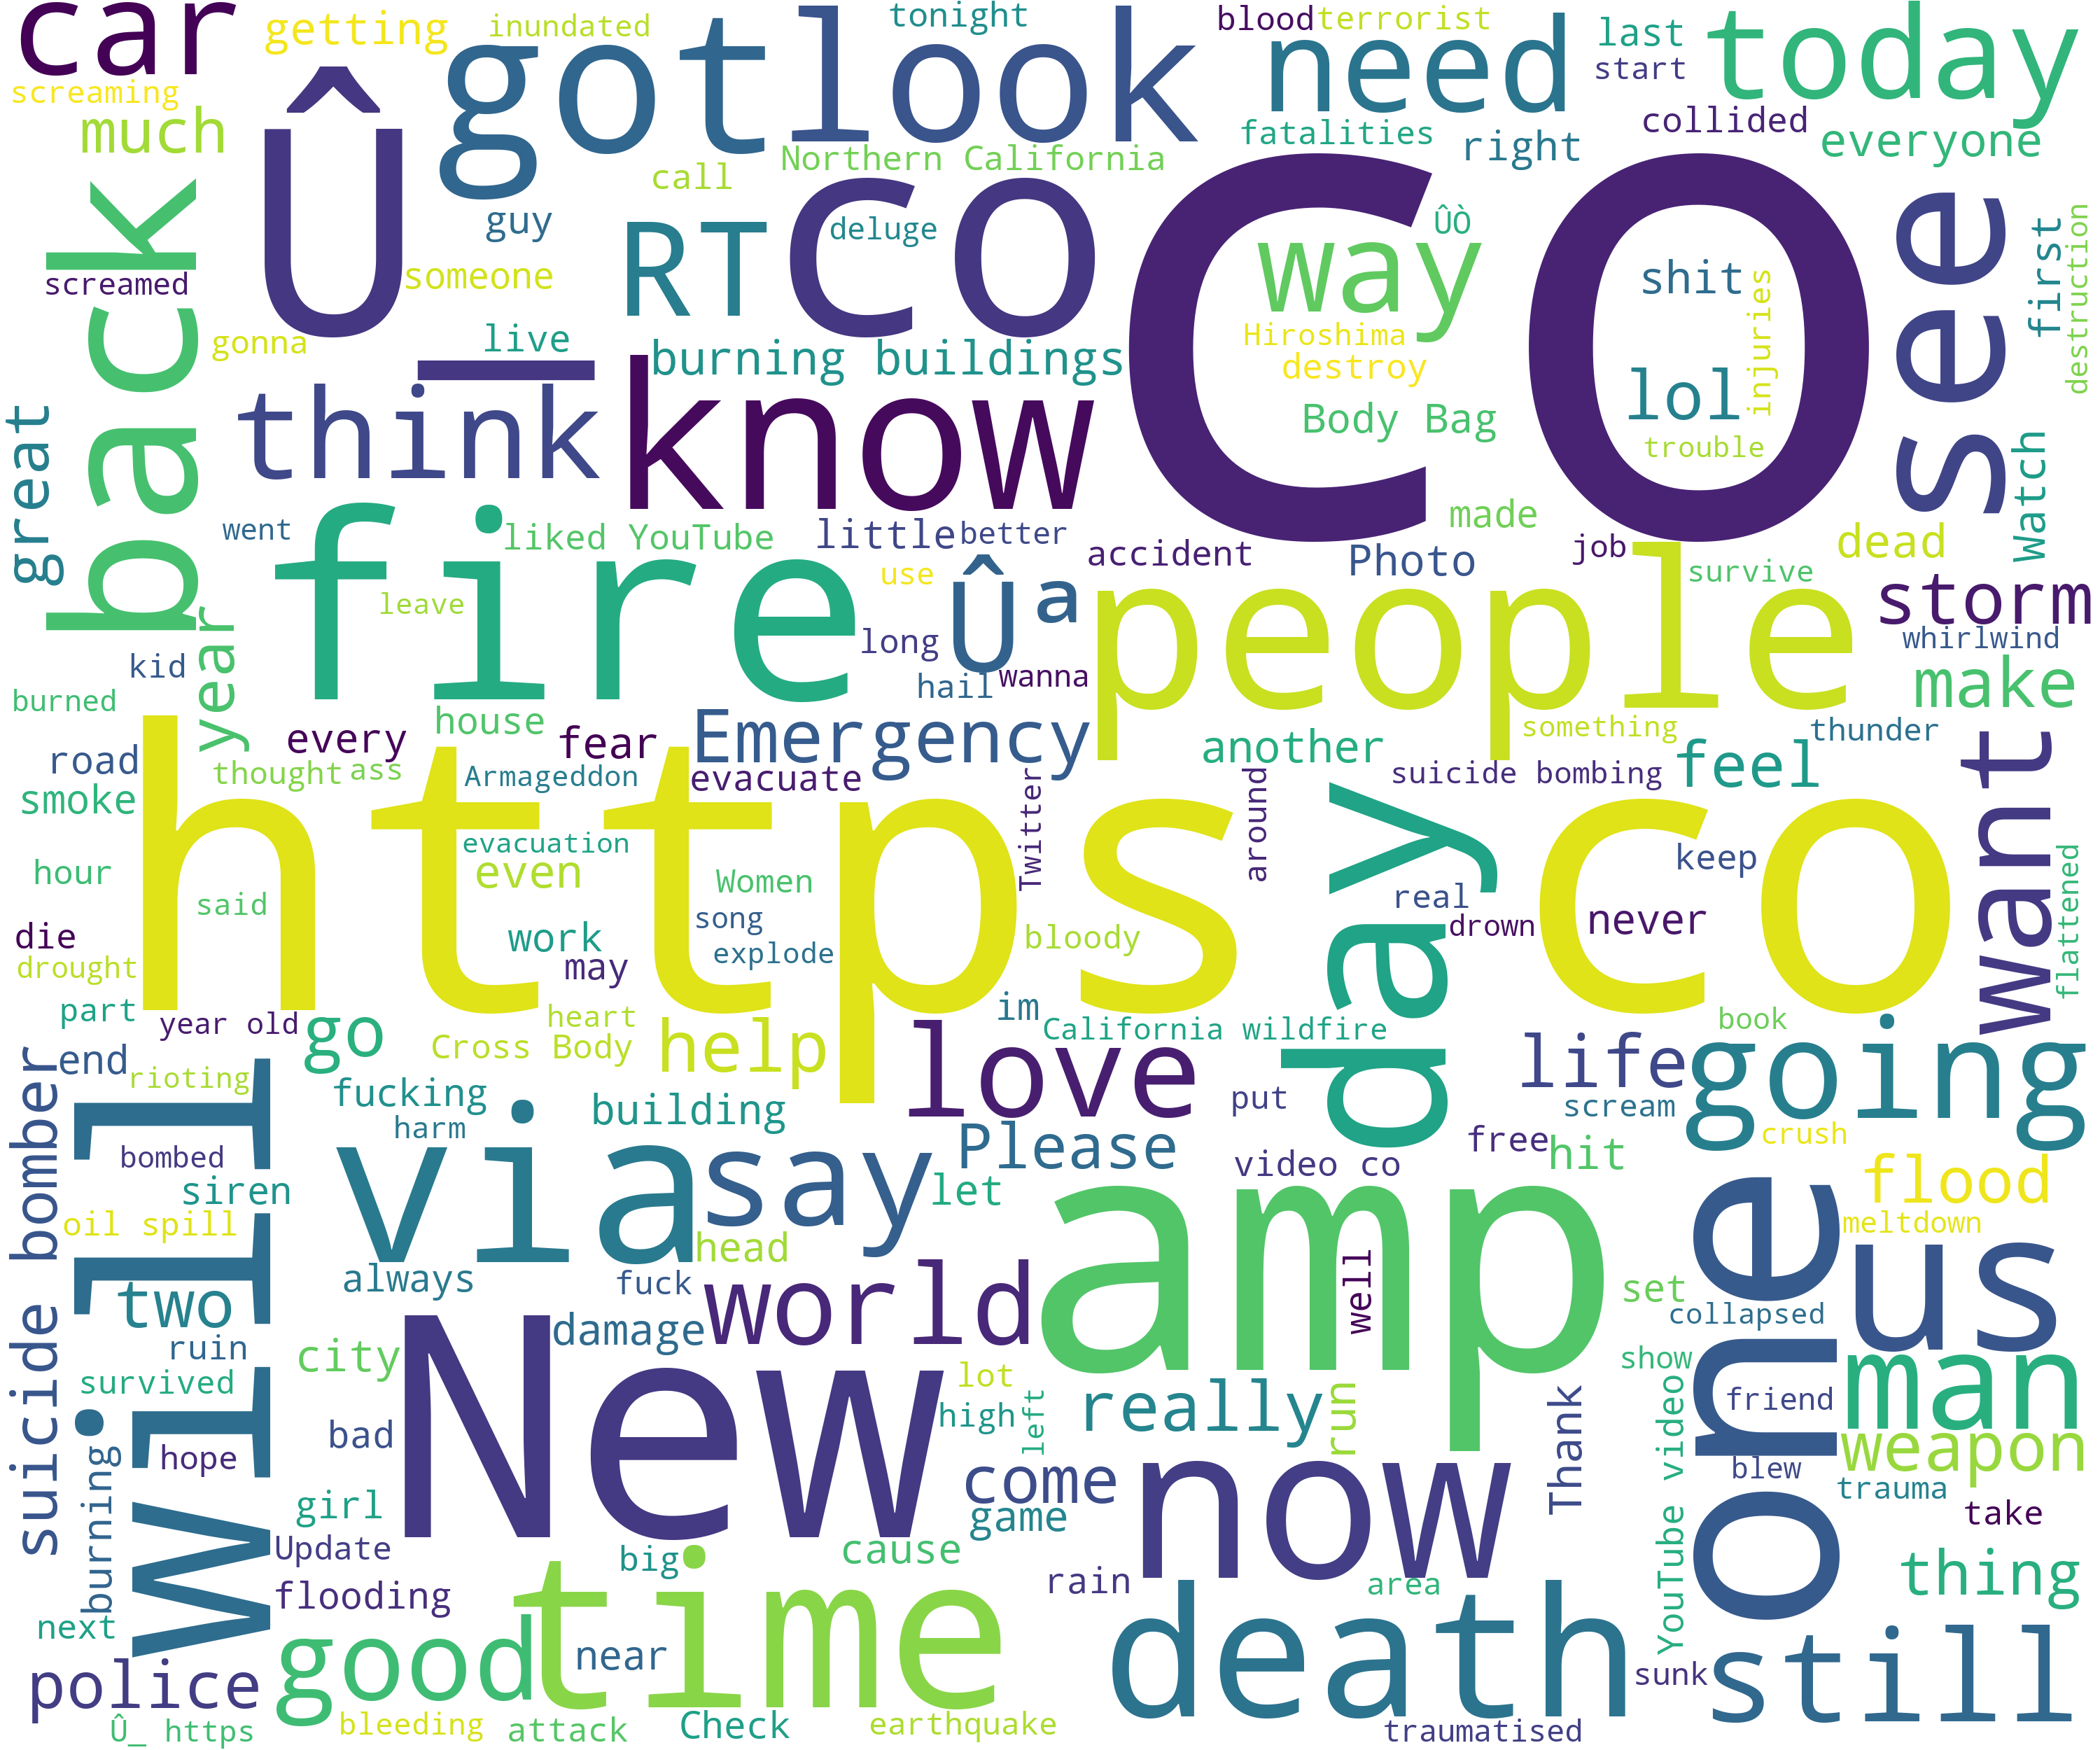 car
getting
inundated
tonight
blood
terrorist
last
today
start
screaming
much
Û
got
look
need
fatalities
right
collided
everyone
call
Northern California
co
CO
see
guy
RT
deluge
way
ÛÒ
shit
injuries
first
destruction
back
screamed
someone
gonna
live
burning buildings
Hiroshima
destroy
lol
trouble
Body Bag
great
Û_
think
know
went
liked YouTube
little
better
made
accident
Photo
job
dead
Watch
fire
leave
use
Ûª
people
survive
storm
whirlwind
year
kid
long
hail
wanna
make
burned
house
Emergency
something
thunder
every
fear
another
road
thought
ass
Armageddon
evacuate
Twitter
around
suicide bombing
feel
want
smoke
https co
evacuation
even
Women
day
keep
real
hour
said
song
drown
never
flattened
die
work
explode
bloody
drought
may
part
year old
go
heart
im
California wildfire
book
end
Cross Body
help
love
life
going
rioting
fucking
building
put
scream
suicide bomber
will
harm
Please
free
crush
bombed
via
say
video co
hit
one
flood
siren
let
amp
oil spill
head
meltdown
always
fuck
world
well
set
us
two
New
damage
collapsed
ruin
city
lot
show
man
survived
high
left
really
run
Thank
YouTube video
friend
bad
weapon
hope
come
now
blew
trauma
burning
girl
game
take
Update
big
cause
thing
flooding
time
rain
area
death
next
good
near
still
police
sunk
Û_ https
bleeding
attack
Check
earthquake
traumatised